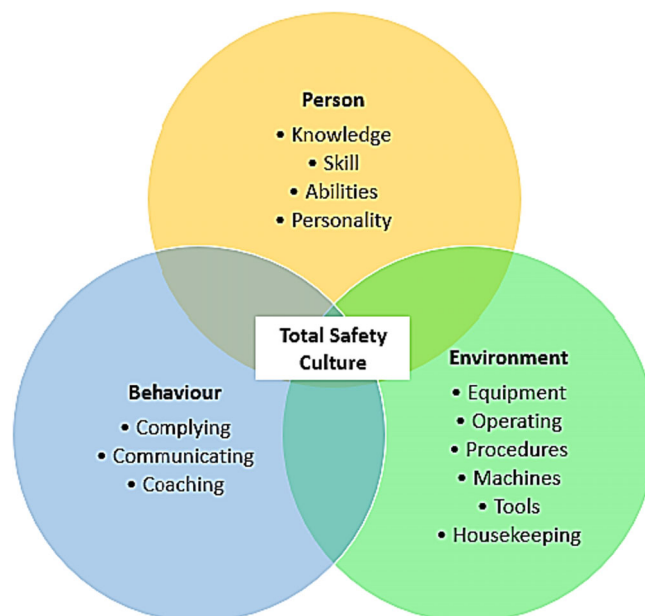 Person
• Knowledge
• Skill
• Abilities
• Personality
Total Safety
Culture
Behaviour
• Complying
• Communicating
• Coaching
Environment
• Equipment
• Operating
• Procedures
• Machines
• Tools
• Housekeeping